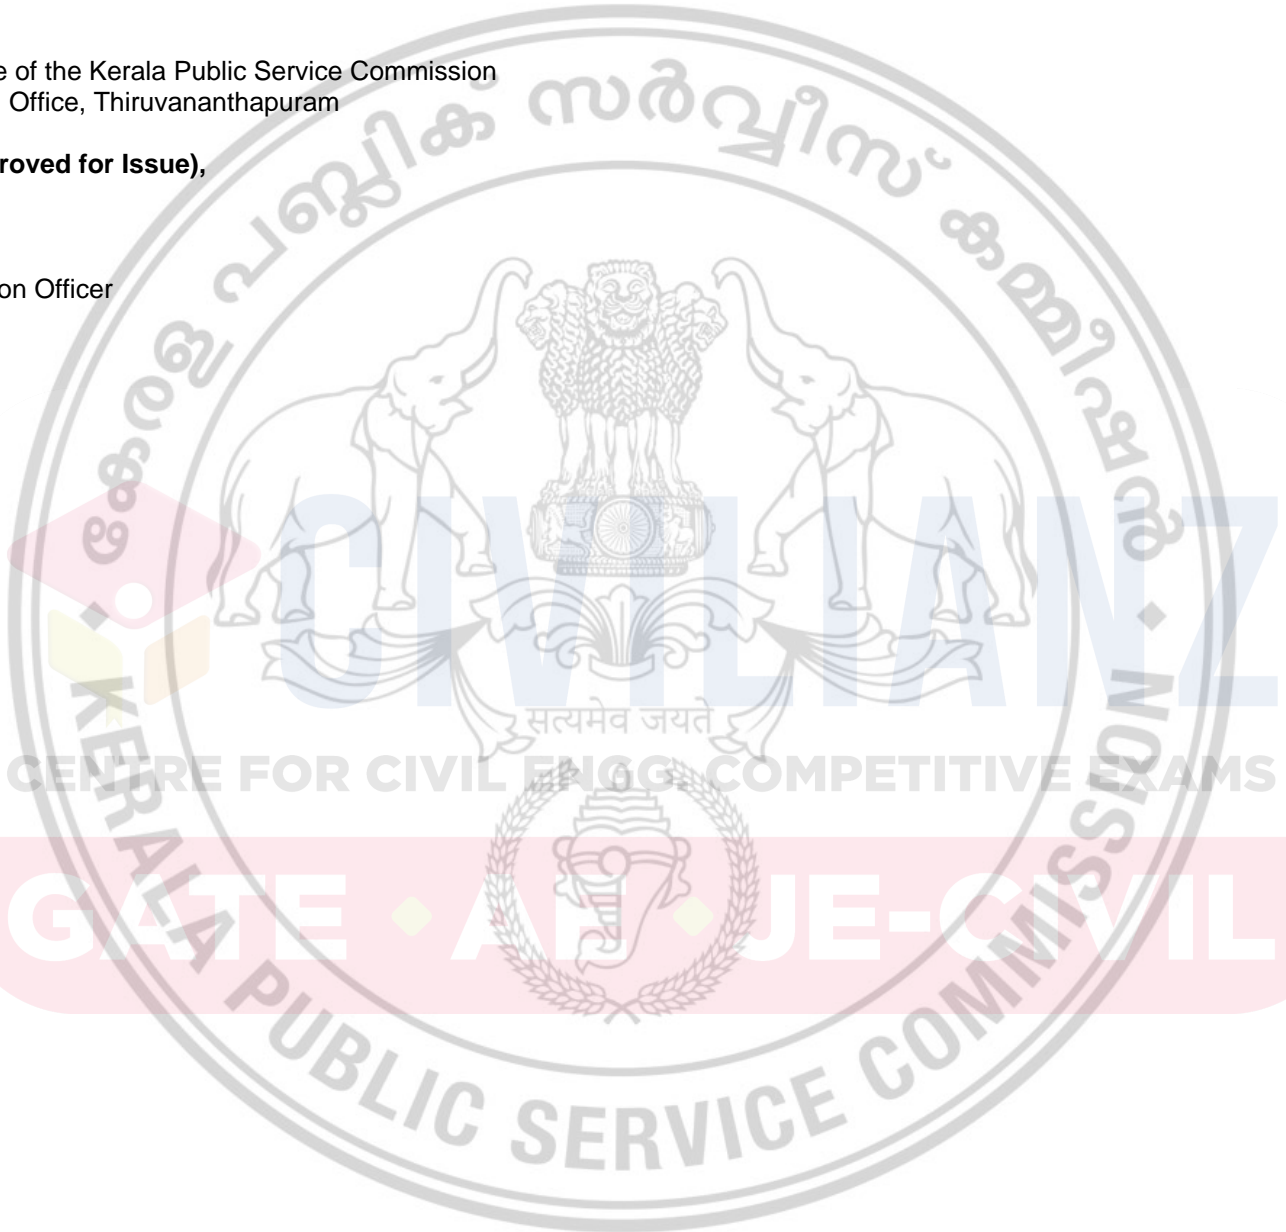 e of the Kerala Public Service Commission
Office, Thiruvananthapuram
roved for Issue),
on Officer
കേരള പബ്ലിക് സർവ്വീസ് കമ്മീഷൻ
सत्यमेव जयते
CIVILIANZ
CENTRE FOR CIVIL ENGG. COMPETITIVE EXAMS
GATE AE JE-CIVIL
KERALA PUBLIC SERVICE COMMISSION